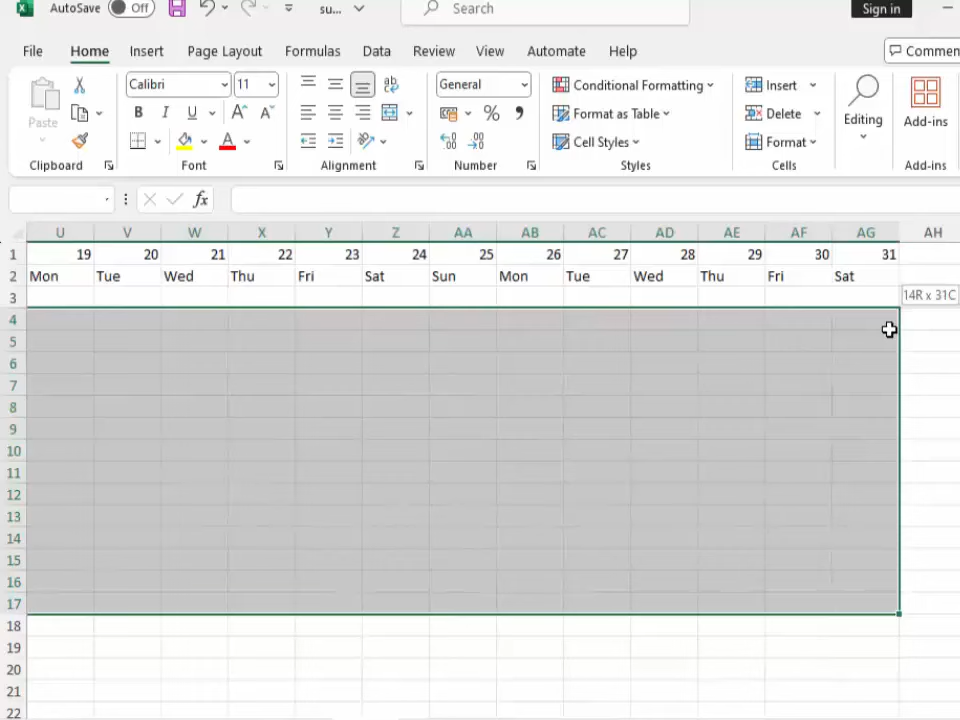 AutoSave Off su... Search Sign in
File Home Insert Page Layout Formulas Data Review View Automate Help Commen
Paste Calibri 11 General Conditional Formatting Insert
B I U A A % , Format as Table Delete Editing Add-ins
A Cell Styles Format
Clipboard Font Alignment Number Styles Cells Add-ins
fx
U V W X Y Z AA AB AC AD AE AF AG AH
1 19 20 21 22 23 24 25 26 27 28 29 30 31
2 Mon Tue Wed Thu Fri Sat Sun Mon Tue Wed Thu Fri Sat
3 14R x 31C
4
5
6
7
8
9
10
11
12
13
14
15
16
17
18
19
20
21
22